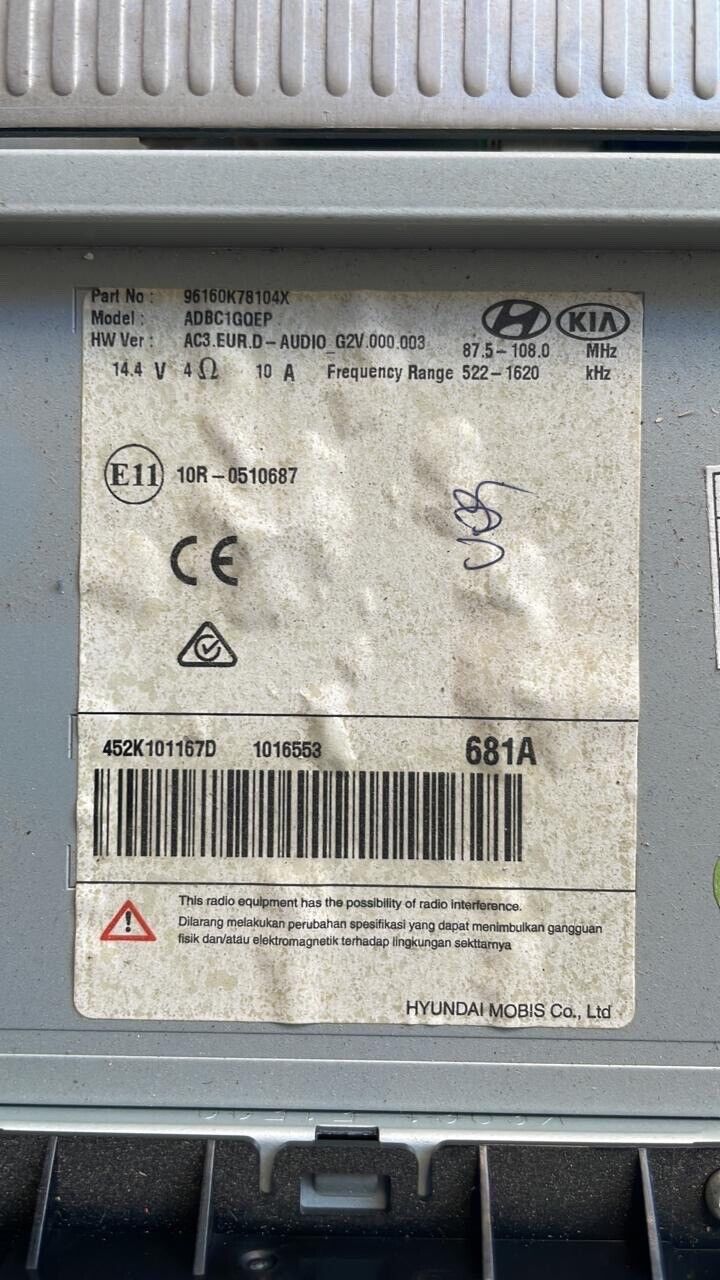 Part No : 96160K78104X
Model : ADBC1GQEP
HW Ver : AC3.EUR.D-AUDIO_G2V.000.003
KIA
87.5-108.0 MHz
14.4 V 4Ω 10 A Frequency Range 522-1620 kHz
E11 10R-0510687
CE
452K101167D 1016553 681A
This radio equipment has the possibility of radio interference.
Dilarang melakukan perubahan spesifikasi yang dapat menimbulkan gangguan
fisik dan/atau elektromagnetik terhadap lingkungan sekttarnya
HYUNDAI MOBIS Co., Ltd